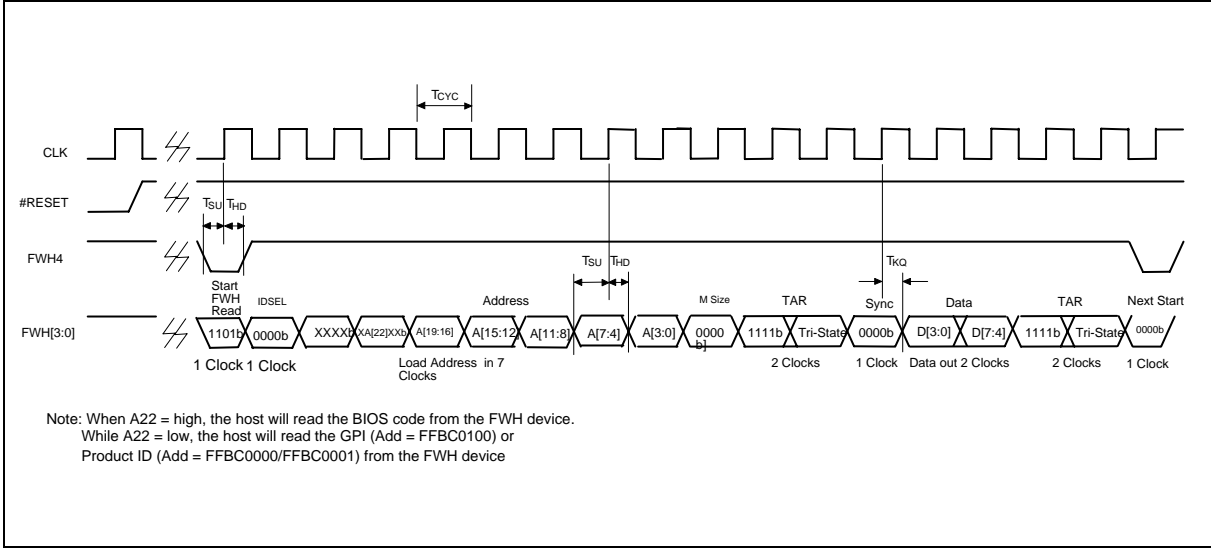 TCYC
CLK
#RESET
TSU THD
FWH4
TSU THD
TKQ
Start
FWH
Read
IDSEL
Address
M Size
TAR
Sync
Data
TAR
Next Start
FWH[3:0]
1101b 0000b XXXXb XA[22]XXb A[19:16] A[15:12] A[11:8] A[7:4] A[3:0] 0000
b]
1111b Tri-State 0000b D[3:0] D[7:4] 1111b Tri-State 0000b
1 Clock 1 Clock
Load Address in 7
Clocks
2 Clocks
1 Clock
Data out 2 Clocks
2 Clocks
1 Clock
Note: When A22 = high, the host will read the BIOS code from the FWH device.
While A22 = low, the host will read the GPI (Add = FFBC0100) or
Product ID (Add = FFBC0000/FFBC0001) from the FWH device